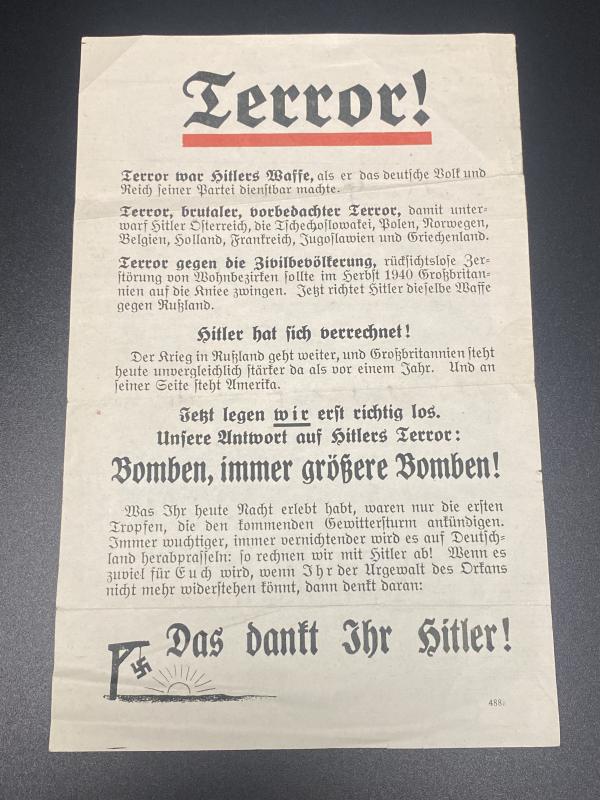 Terror!
Terror war Hitlers Waffe, als er das deutsche Volk und
Reich seiner Partei dienstbar machte.
Terror, brutaler, vorbedachter Terror, damit unter-
warf Hitler Österreich, die Tschechoslowakei, Polen, Norwegen,
Belgien, Holland, Frankreich, Jugoslawien und Griechenland.
Terror gegen die Zivilbevölkerung, rücksichtslose Zer-
störung von Wohnbezirken sollte im Herbst 1940 Großbritan-
nien auf die Kniee zwingen. Jetzt richtet Hitler dieselbe Waffe
gegen Rußland.
Hitler hat sich verrechnet!
Der Krieg in Rußland geht weiter, und Großbritannien steht
heute unvergleichlich stärker da als vor einem Jahr. Und an
seiner Seite steht Amerika.
Jetzt legen wir erst richtig los.
Unsere Antwort auf Hitlers Terror:
Bomben, immer größere Bomben!
Was Ihr heute Nacht erlebt habt, waren nur die ersten
Tropfen, die den kommenden Gewittersturm ankündigen.
Immer wuchtiger, immer vernichtender wird es auf Deutsch-
land herabprasseln: so rechnen wir mit Hitler ab! Wenn es
zuviel für Euch wird, wenn Ihr der Urgewalt des Orkans
nicht mehr widerstehen könnt, dann denkt daran:
Das dankt Ihr Hitler!